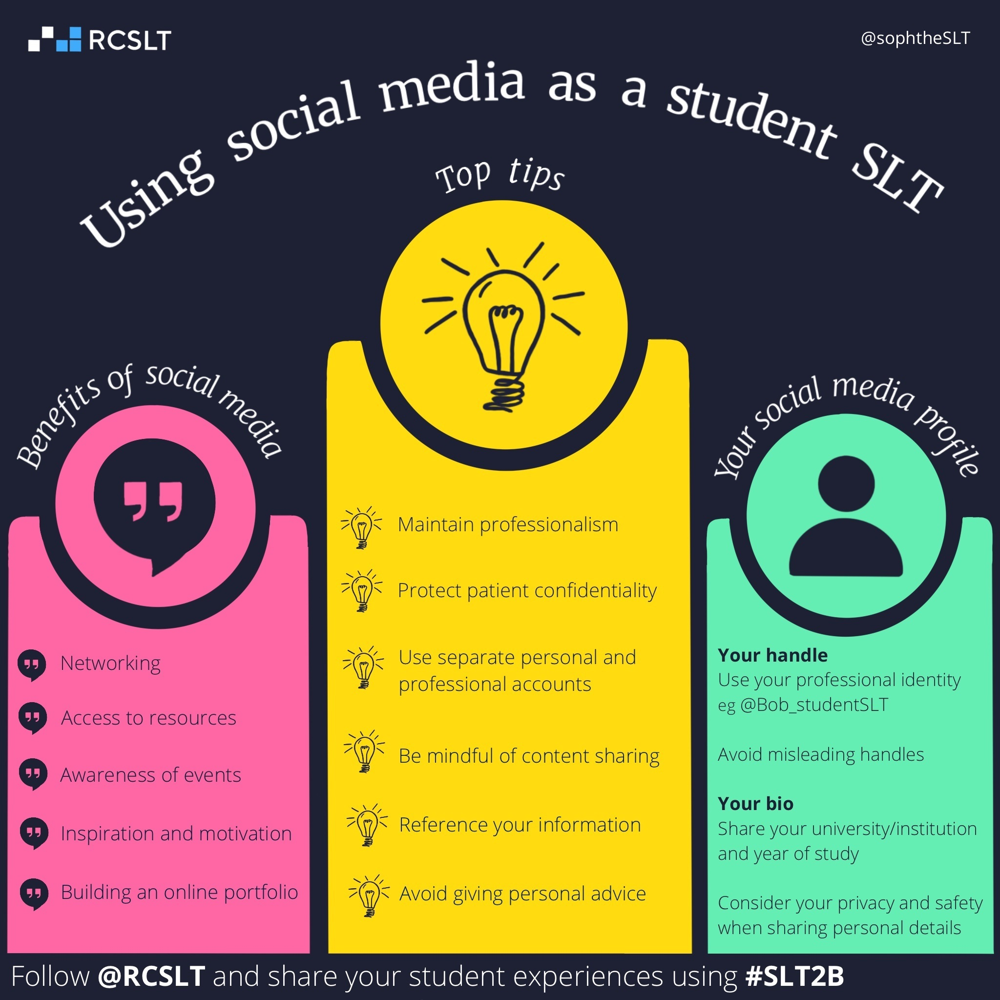 RCSLT
@sophtheSLT
Using social media as a student SLT
Top tips
Benefits of social media
Networking
Access to resources
Awareness of events
Inspiration and motivation
Building an online portfolio
Maintain professionalism
Protect patient confidentiality
Use separate personal and
professional accounts
Be mindful of content sharing
Reference your information
Avoid giving personal advice
Your social media profile
Your handle
Use your professional identity
eg @Bob_studentSLT
Avoid misleading handles
Your bio
Share your university/institution
and year of study
Consider your privacy and safety
when sharing personal details
Follow @RCSLT and share your student experiences using #SLT2B